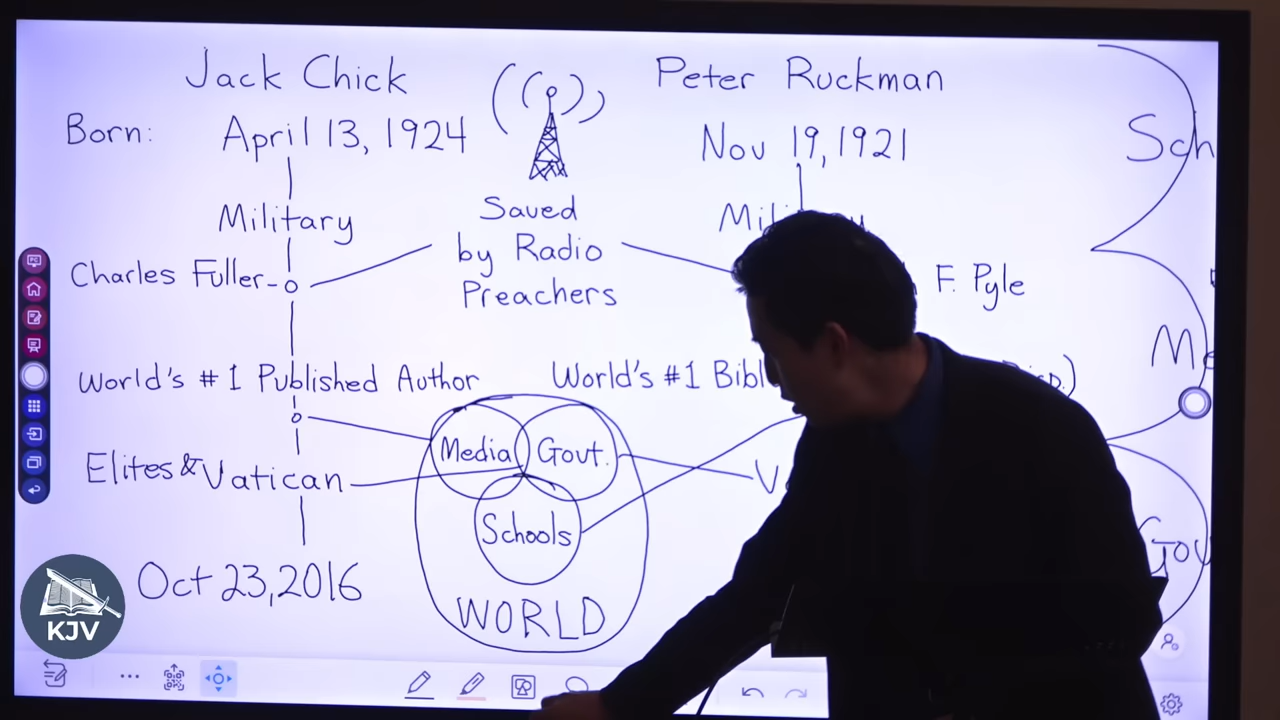 Jack Chick
Peter Ruckman
Born:
April 13, 1924
Nov 19, 1921
Sch
Military
Saved
by Radio
Preachers
Charles Fuller-
F. Pyle
World's #1 Published Author
World's #1
Media
Govt.
Schools
WORLD
Elites & Vatican
Oct 23, 2016
KJV